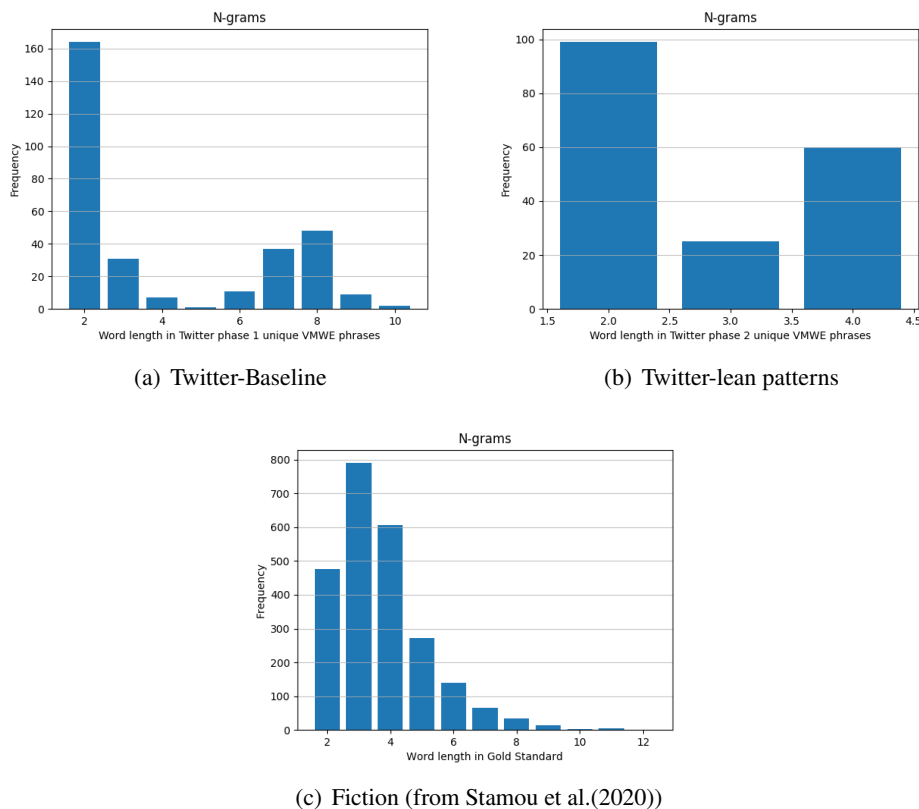 N-grams
160
140
120
100
80
60
40
20
0
Frequency
2 4 6 8 10
Word length in Twitter phase 1 unique VMWE phrases
(a) Twitter-Baseline
N-grams
100
80
60
40
20
0
Frequency
1.5 2.0 2.5 3.0 3.5 4.0 4.5
Word length in Twitter phase 2 unique VMWE phrases
(b) Twitter-lean patterns
N-grams
800
700
600
500
400
300
200
100
0
Frequency
2 4 6 8 10 12
Word length in Gold Standard
(c) Fiction (from Stamou et al.(2020))